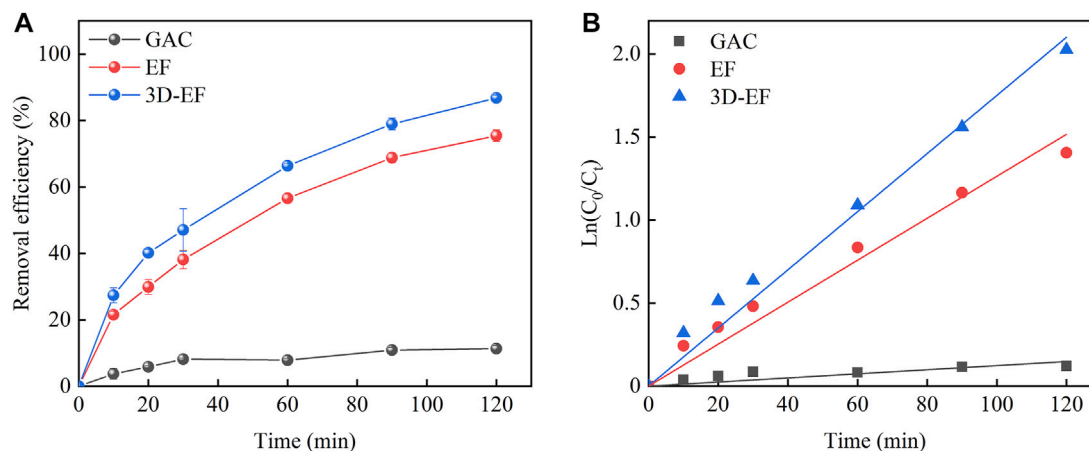 A
GAC
EF
3D-EF
Removal efficiency (%)
100
80
60
40
20
0
0 20 40 60 80 100 120
Time (min)
B
GAC
EF
3D-EF
Ln(C₀/Cₜ)
2.0
1.5
1.0
0.5
0.0
0 20 40 60 80 100 120
Time (min)